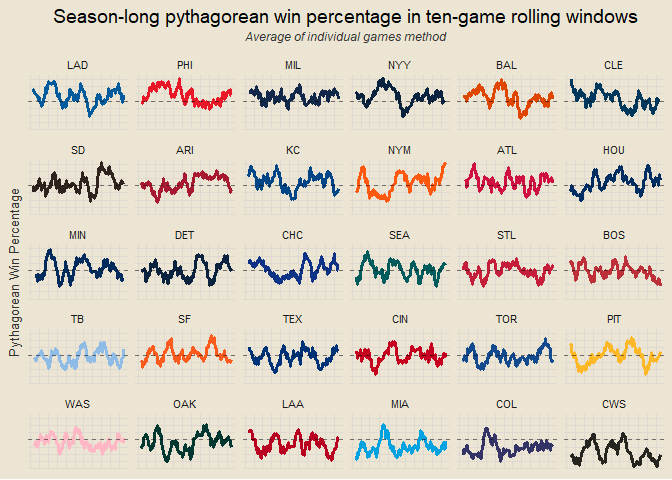 Season-long pythagorean win percentage in ten-game rolling windows
Average of individual games method
LAD PHI MIL NYY BAL CLE
SD ARI KC NYM ATL HOU
MIN DET CHC SEA STL BOS
TB SF TEX CIN TOR PIT
WAS OAK LAA MIA COL CWS
Pythagorean Win Percentage